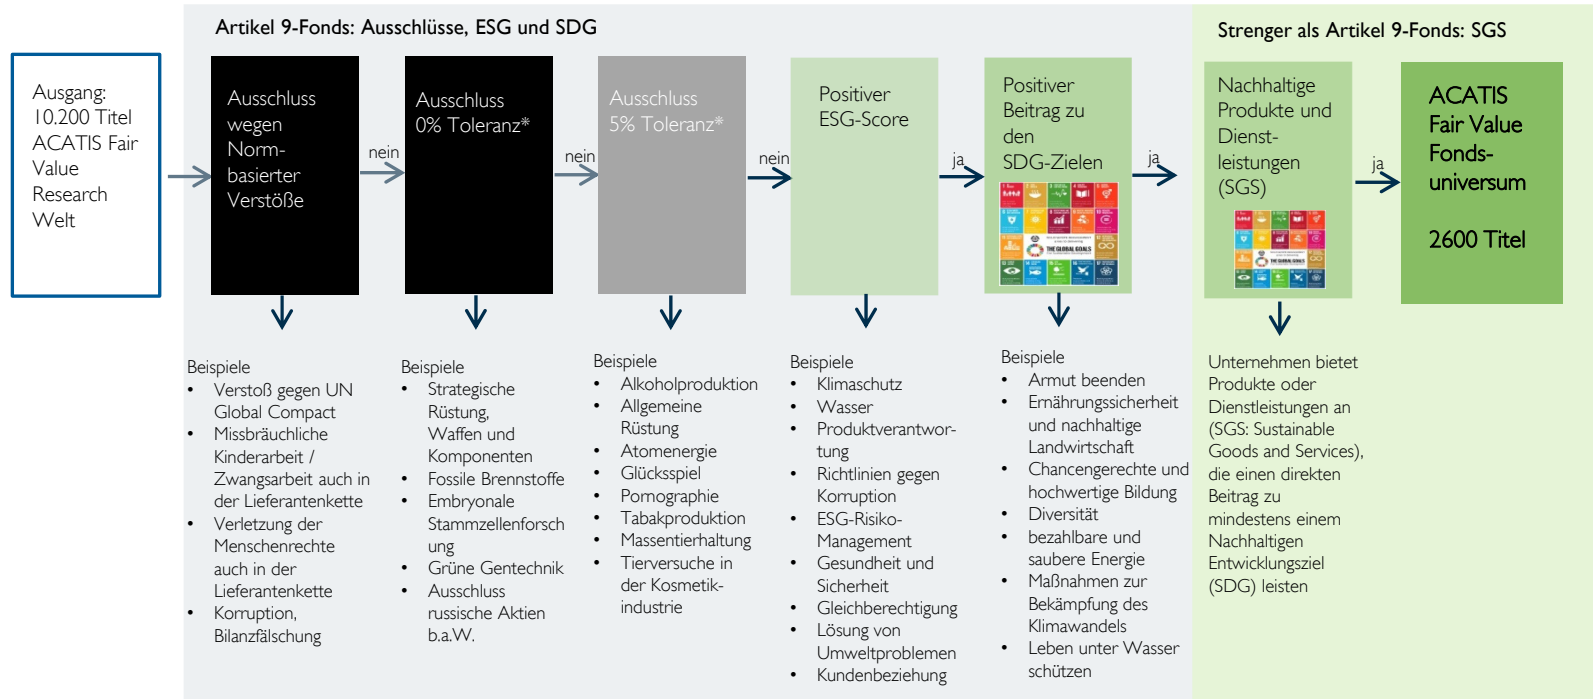 Artikel 9-Fonds: Ausschlüsse, ESG und SDG
Strenger als Artikel 9-Fonds: SGS
Ausgang:
10.200 Titel
ACATIS Fair
Value
Research
Welt
Ausschluss
wegen
Norm-
basierter
Verstöße
nein
Ausschluss
0% Toleranz*
nein
Ausschluss
5% Toleranz*
nein
Positiver
ESG-Score
ja
Positiver
Beitrag zu
den
SDG-Zielen
THE GLOBAL GOALS
ja
Nachhaltige
Produkte und
Dienst-
leistungen
(SGS)
THE GLOBAL GOALS
ja
ACATIS
Fair Value
Fonds-
universum
2600 Titel
Beispiele
• Verstoß gegen UN
Global Compact
• Missbräuchliche
Kinderarbeit /
Zwangsarbeit auch in
der Lieferantenkette
• Verletzung der
Menschenrechte
auch in der
Lieferantenkette
• Korruption,
Bilanzfälschung
Beispiele
• Strategische
Rüstung,
Waffen und
Komponenten
• Fossile Brennstoffe
• Embryonale
Stammzellenforsch
ung
• Grüne Gentechnik
• Ausschluss
russische Aktien
b.a.W.
Beispiele
• Alkoholproduktion
• Allgemeine
Rüstung
• Atomenergie
• Glücksspiel
• Pornographie
• Tabakproduktion
• Massentierhaltung
• Tierversuche in
der Kosmetik-
industrie
Beispiele
• Klimaschutz
• Wasser
• Produktverantwor-
tung
• Richtlinien gegen
Korruption
• ESG-Risiko-
Management
• Gesundheit und
Sicherheit
• Gleichberechtigung
• Lösung von
Umweltproblemen
• Kundenbeziehung
Beispiele
• Armut beenden
• Ernährungssicherheit
und nachhaltige
Landwirtschaft
• Chancengerechte und
hochwertige Bildung
• Diversität
• bezahlbare und
saubere Energie
• Maßnahmen zur
Bekämpfung des
Klimawandels
• Leben unter Wasser
schützen
Unternehmen bietet
Produkte oder
Dienstleistungen an
(SGS: Sustainable
Goods and Services),
die einen direkten
Beitrag zu
mindestens einem
Nachhaltigen
Entwicklungsziel
(SDG) leisten